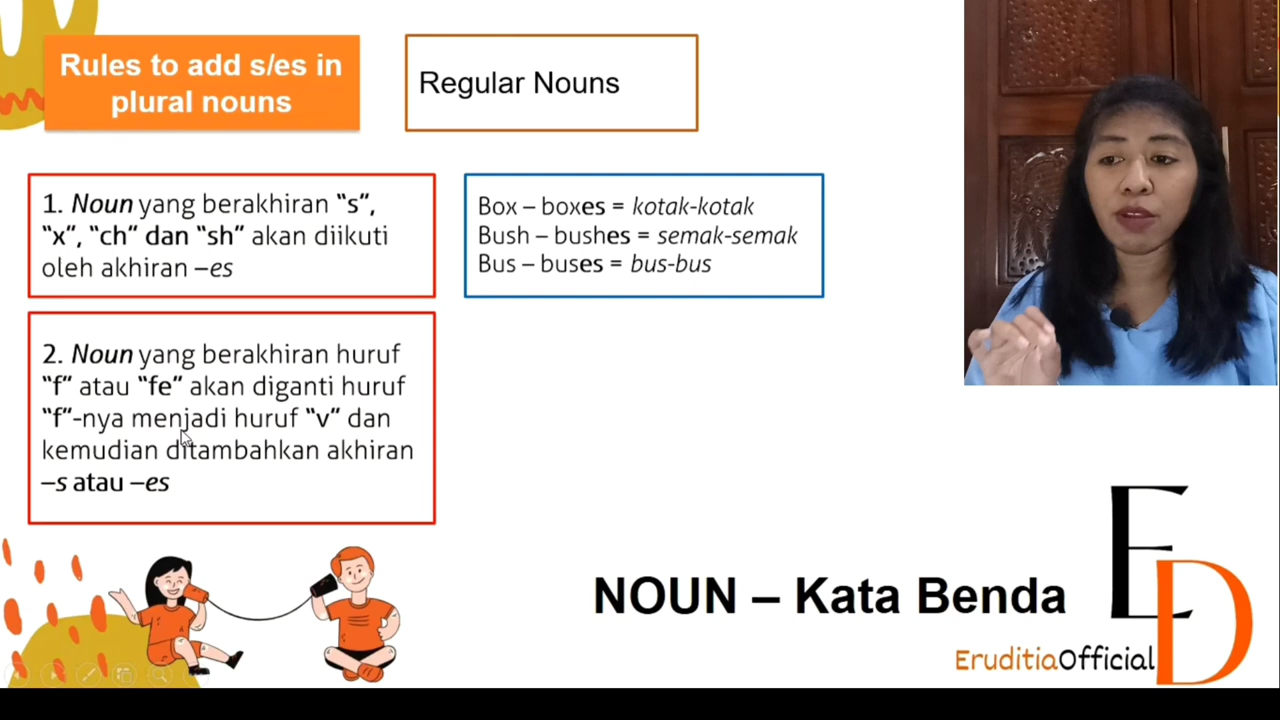 Rules to add s/es in
plural nouns
Regular Nouns
1. Noun yang berakhiran “s”,
“x”, “ch” dan “sh” akan diikuti
oleh akhiran –es
Box – boxes = kotak-kotak
Bush – bushes = semak-semak
Bus – buses = bus-bus
2. Noun yang berakhiran huruf
“f” atau “fe” akan diganti huruf
“f”-nya menjadi huruf “v” dan
kemudian ditambahkan akhiran
–s atau –es
NOUN – Kata Benda
ED
EruditiaOfficial